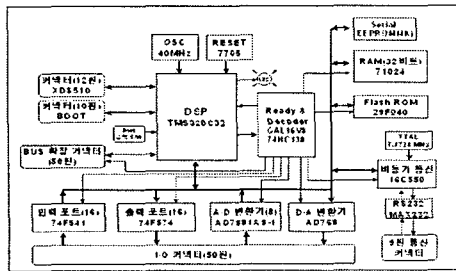 OSC
40MHz
RESET
7705
Serial
RAM(32비트)
71024
커넥터(12핀)
XDS510
커넥터(10핀)
BOOT
DSP
TMS320C32
Ready &
Decoder
GAL16V8
74HC138
Flash ROM
29F040
BUS 확장 커넥터
(50핀)
비동기 통신
16C550
RS232
MAX232
입력 포트(16)
74F541
출력 포트(16)
74F574
A-D 변환기(8)
D-A 변환기
AD768
9핀 통신
커넥터
I/O 커넥터(50핀)